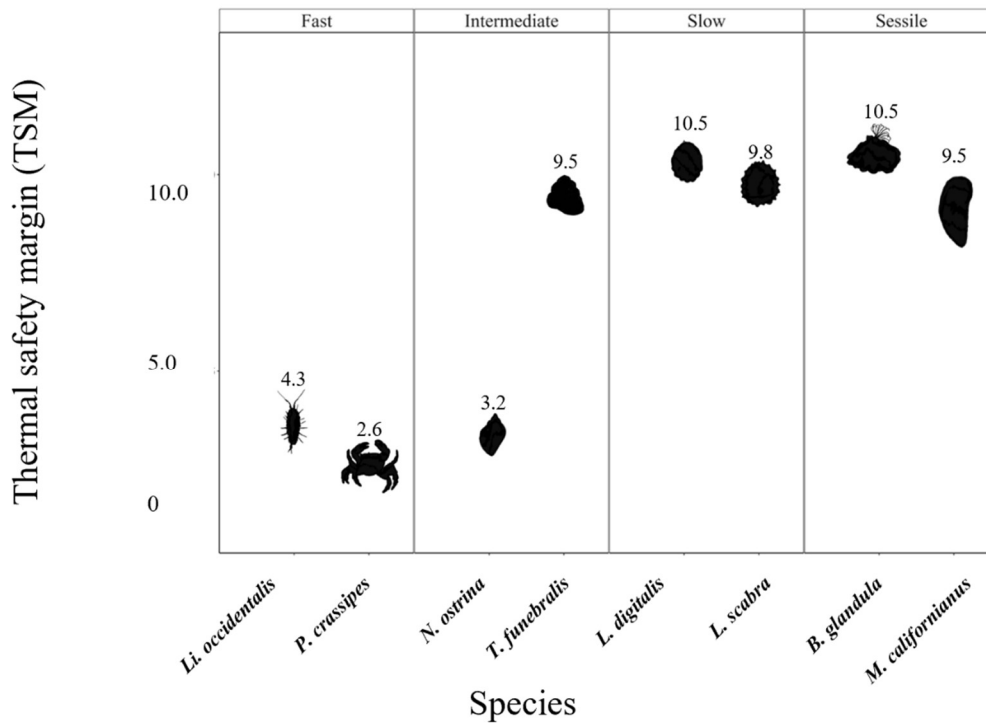 Fast Intermediate Slow Sessile
Thermal safety margin (TSM)
10.0
5.0
0
4.3
2.6
3.2
9.5
10.5
9.8
10.5
9.5
Li. occidentalis
P. crassipes
N. ostrina
T. funebralis
L. digitalis
L. scabra
B. glandula
M. californianus
Species